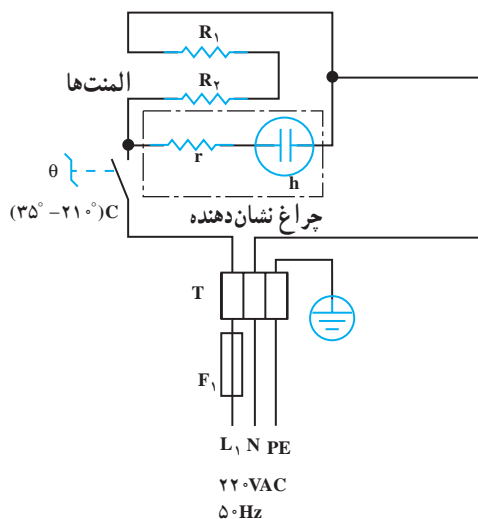 R۱
المنت‌ها
R۲
r
h
θ
(۳۵° – ۲۱۰°)C
چراغ نشان‌دهنده
T
F۱
L۱ N PE
۲۲۰VAC
۵۰Hz